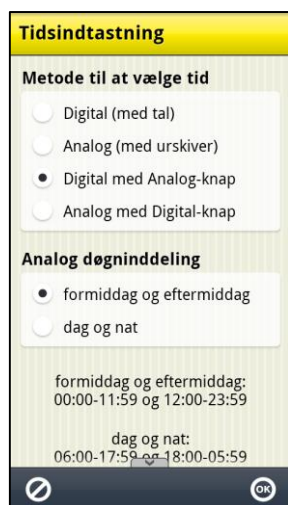 Tidsindtastning
Metode til at vælge tid
Digital (med tal)
Analog (med urskiver)
Digital med Analog-knap
Analog med Digital-knap
Analog døgninddeling
formiddag og eftermiddag
dag og nat
formiddag og eftermiddag:
00:00-11:59 og 12:00-23:59
dag og nat:
06:00-17:59 og 18:00-05:59
OK